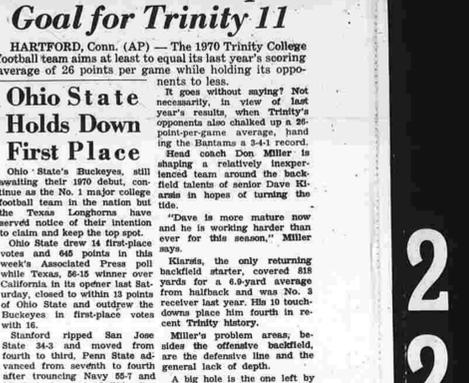 Goal for Trinity 11
HARTFORD, Conn. (AP) — The 1970 Trinity College
football team aims at least to equal its last year's scoring
average of 26 points per game while holding its oppo-
nents to less.
It goes without saying? Not
necessarily, in view of last
year's results, when Trinity's
opponents also chalked up a 26-
point-per-game average, hand
ing the Bantams a 3-4-1 record.
Head coach Don Miller is
shaping a relatively inexper-
ienced team around the back-
field talents of senior Dave Ki-
arsis in hopes of turning the
tide.
"Dave is more mature now
and he is working harder than
ever for this season," Miller
says.
Kiarsis, the only returning
backfield starter, covered 818
yards for a 6.9-yard average
from halfback and was No. 3
receiver last year. His 10 touch-
downs place him fourth in re-
cent Trinity history.
Miller's problem areas, be-
sides the offensive backfield,
are the defensive line and the
general lack of depth.
A big hole is the one left by
Ohio State
Holds Down
First Place
Ohio State's Buckeyes, still
awaiting their 1970 debut, con-
tinue as the No. 1 major college
football team in the nation but
the Texas Longhorns have
served notice of their intention
to claim and keep the top spot.
Ohio State drew 14 first-place
votes and 645 points in this
week's Associated Press poll
while Texas, 56-15 winner over
California in its opener last Sat-
urday, closed to within 13 points
of Ohio State and outdrew the
Buckeyes in first-place votes
with 16.
Stanford ripped San Jose
State 34-3 and moved from
fourth to third, Penn State ad-
vanced from seventh to fourth
after trouncing Navy 55-7 and
2
2